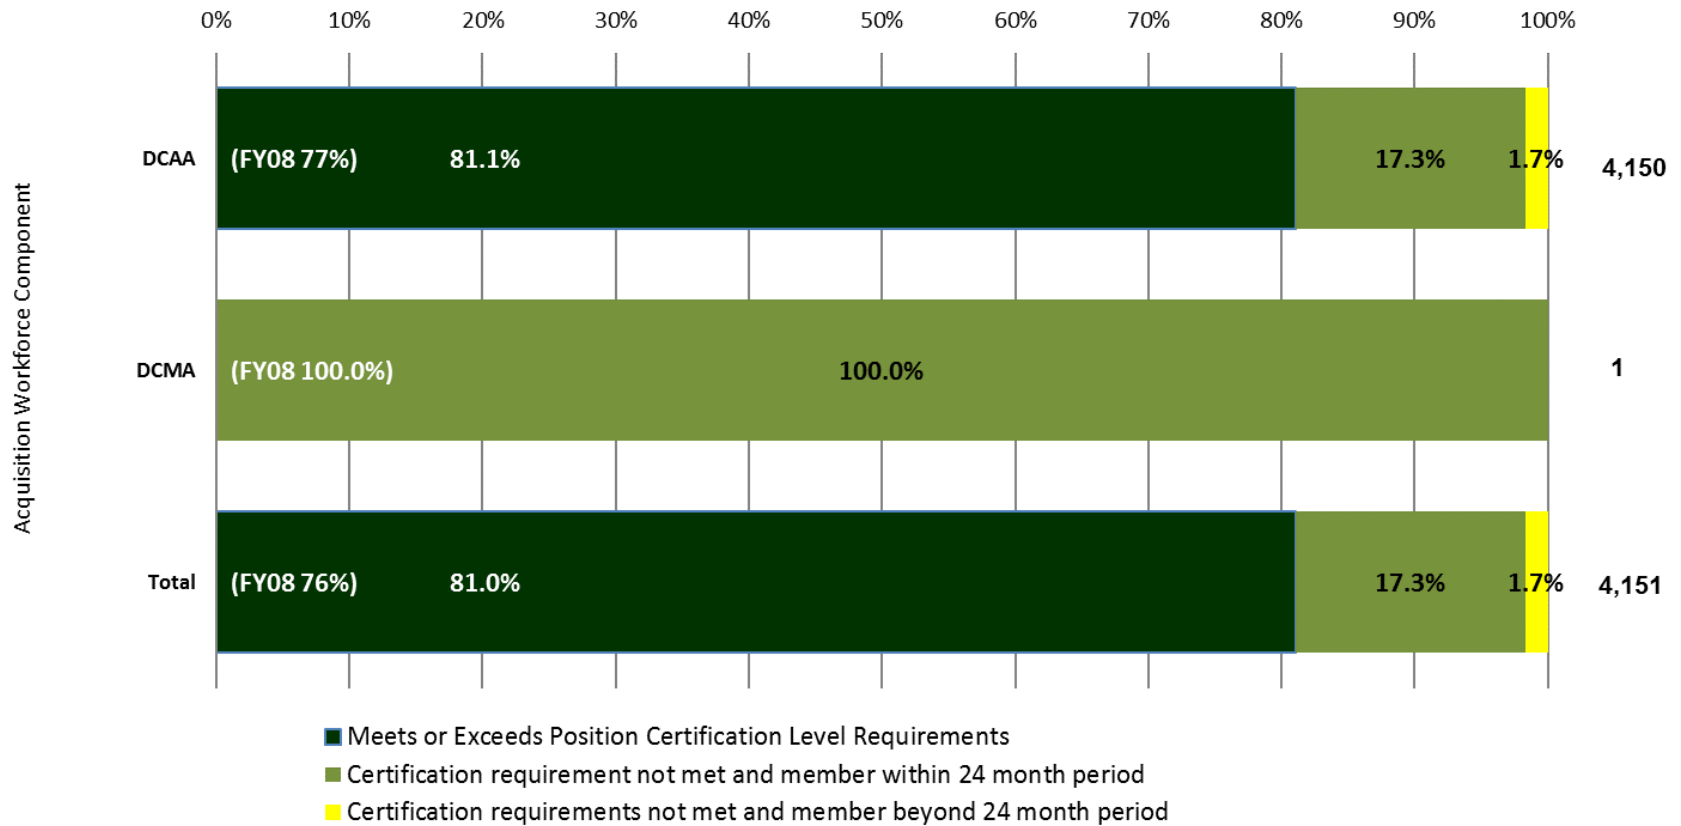 0% 10% 20% 30% 40% 50% 60% 70% 80% 90% 100%
Acquisition Workforce Component
DCAA (FY08 77%) 81.1% 17.3% 1.7% 4,150
DCMA (FY08 100.0%) 100.0% 1
Total (FY08 76%) 81.0% 17.3% 1.7% 4,151
Meets or Exceeds Position Certification Level Requirements
Certification requirement not met and member within 24 month period
Certification requirements not met and member beyond 24 month period